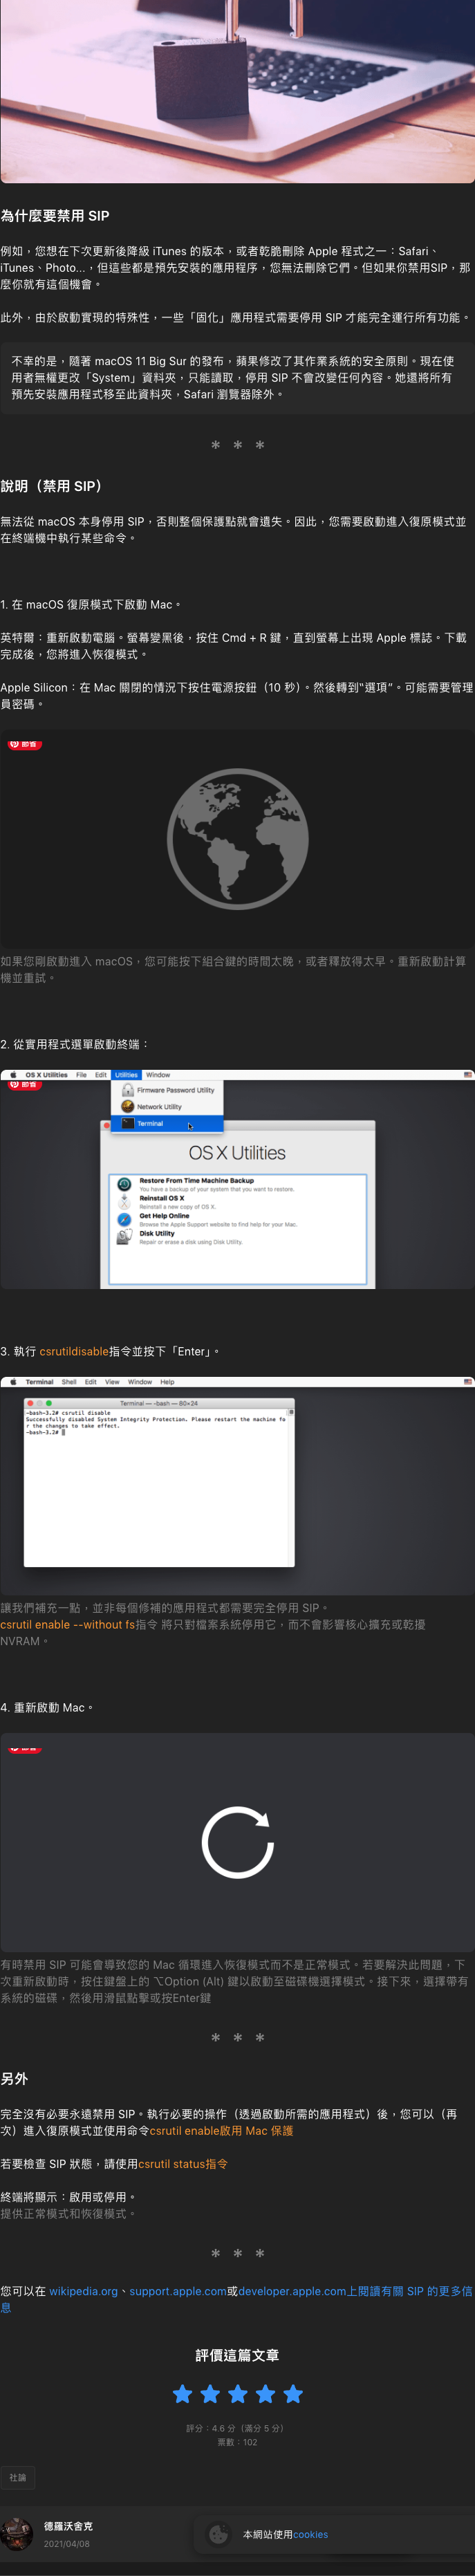 為什麼要禁用 SIP
例如，您想在下次更新後降級 iTunes 的版本，或者乾脆刪除 Apple 程式之一：Safari、
iTunes、Photo...，但這些都是預先安裝的應用程序，您無法刪除它們。但如果你禁用SIP，那
麼你就有這個機會。
此外，由於啟動實現的特殊性，一些「固化」應用程式需要停用 SIP 才能完全運行所有功能。
不幸的是，隨著 macOS 11 Big Sur 的發布，蘋果修改了其作業系統的安全原則。現在使
用者無權更改「System」資料夾，只能讀取，停用 SIP 不會改變任何內容。她還將所有
預先安裝應用程式移至此資料夾，Safari 瀏覽器除外。
* * *
說明（禁用 SIP）
無法從 macOS 本身停用 SIP，否則整個保護點就會遺失。因此，您需要啟動進入復原模式並
在終端機中執行某些命令。
1. 在 macOS 復原模式下啟動 Mac。
英特爾：重新啟動電腦。螢幕變黑後，按住 Cmd + R 鍵，直到螢幕上出現 Apple 標誌。下載
完成後，您將進入恢復模式。
Apple Silicon：在 Mac 關閉的情況下按住電源按鈕（10 秒）。然後轉到“選項”。可能需要管理
員密碼。
節省
如果您剛啟動進入 macOS，您可能按下組合鍵的時間太晚，或者釋放得太早。重新啟動計算
機並重試。
2. 從實用程式選單啟動終端：
OS X Utilities File Edit Utilities Window
節省
Firmware Password Utility
Network Utility
Terminal
OS X Utilities
Restore From Time Machine Backup
You have a backup of your system that you want to restore.
Reinstall OS X
Reinstall a new copy of OS X.
Get Help Online
Browse the Apple Support website to find help for your Mac.
Disk Utility
Repair or erase a disk using Disk Utility.
3. 執行 csrutildisable指令並按下「Enter」。
Terminal Shell Edit View Window Help
Terminal — -bash — 80×24
-bash-3.2# csrutil disable
Successfully disabled System Integrity Protection. Please restart the machine fo
r the changes to take effect.
-bash-3.2#
讓我們補充一點，並非每個修補的應用程式都需要完全停用 SIP。
csrutil enable --without fs指令 將只對檔案系統停用它，而不會影響核心擴充或乾擾
NVRAM。
4. 重新啟動 Mac。
節省
有時禁用 SIP 可能會導致您的 Mac 循環進入恢復模式而不是正常模式。若要解決此問題，下
次重新啟動時，按住鍵盤上的 ⌥Option (Alt) 鍵以啟動至磁碟機選擇模式。接下來，選擇帶有
系統的磁碟，然後用滑鼠點擊或按Enter鍵
* * *
另外
完全沒有必要永遠禁用 SIP。執行必要的操作（透過啟動所需的應用程式）後，您可以（再
次）進入復原模式並使用命令csrutil enable啟用 Mac 保護
若要檢查 SIP 狀態，請使用csrutil status指令
終端將顯示：啟用或停用。
提供正常模式和恢復模式。
* * *
您可以在 wikipedia.org、support.apple.com或developer.apple.com上閱讀有關 SIP 的更多信
息
評價這篇文章
評分：4.6 分（滿分 5 分）
票數：102
社論
德羅沃舍克
2021/04/08
本網站使用cookies